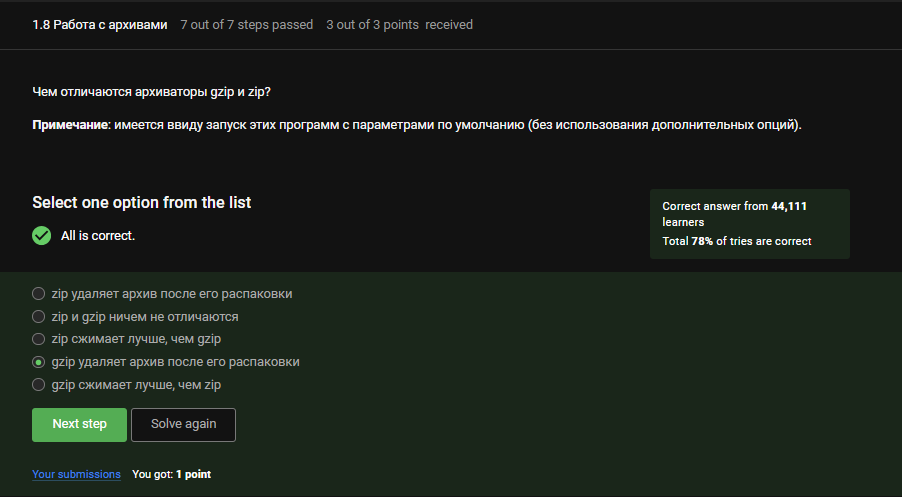 1.8 Работа с архивами 7 out of 7 steps passed 3 out of 3 points received
Чем отличаются архиваторы gzip и zip?
Примечание: имеется ввиду запуск этих программ с параметрами по умолчанию (без использования дополнительных опций).
Select one option from the list
All is correct.
Correct answer from 44,111
learners
Total 78% of tries are correct
zip удаляет архив после его распаковки
zip и gzip ничем не отличаются
zip сжимает лучше, чем gzip
gzip удаляет архив после его распаковки
gzip сжимает лучше, чем zip
Next step Solve again
Your submissions You got: 1 point